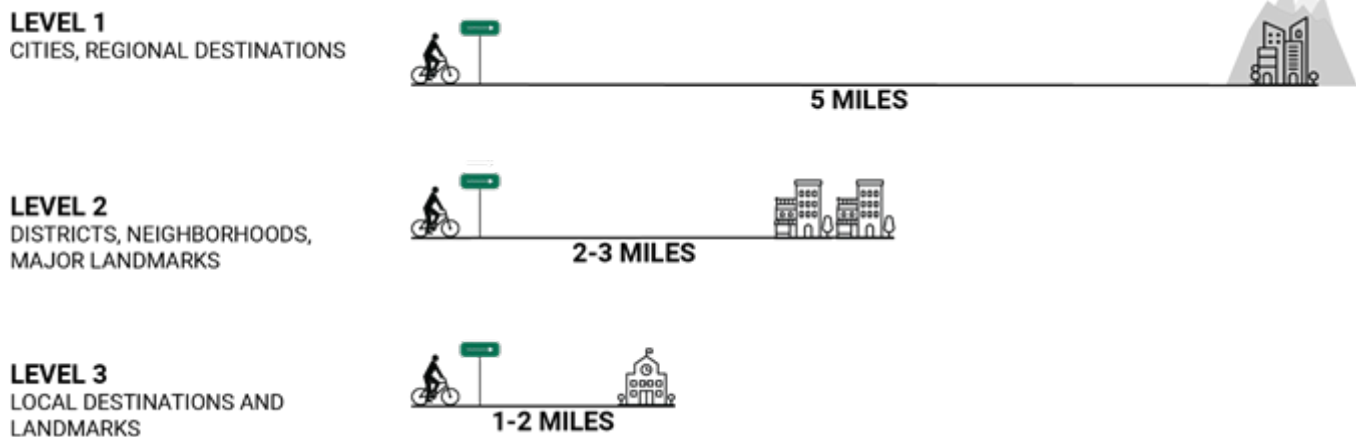 LEVEL 1
CITIES, REGIONAL DESTINATIONS
5 MILES
LEVEL 2
DISTRICTS, NEIGHBORHOODS,
MAJOR LANDMARKS
2-3 MILES
LEVEL 3
LOCAL DESTINATIONS AND
LANDMARKS
1-2 MILES